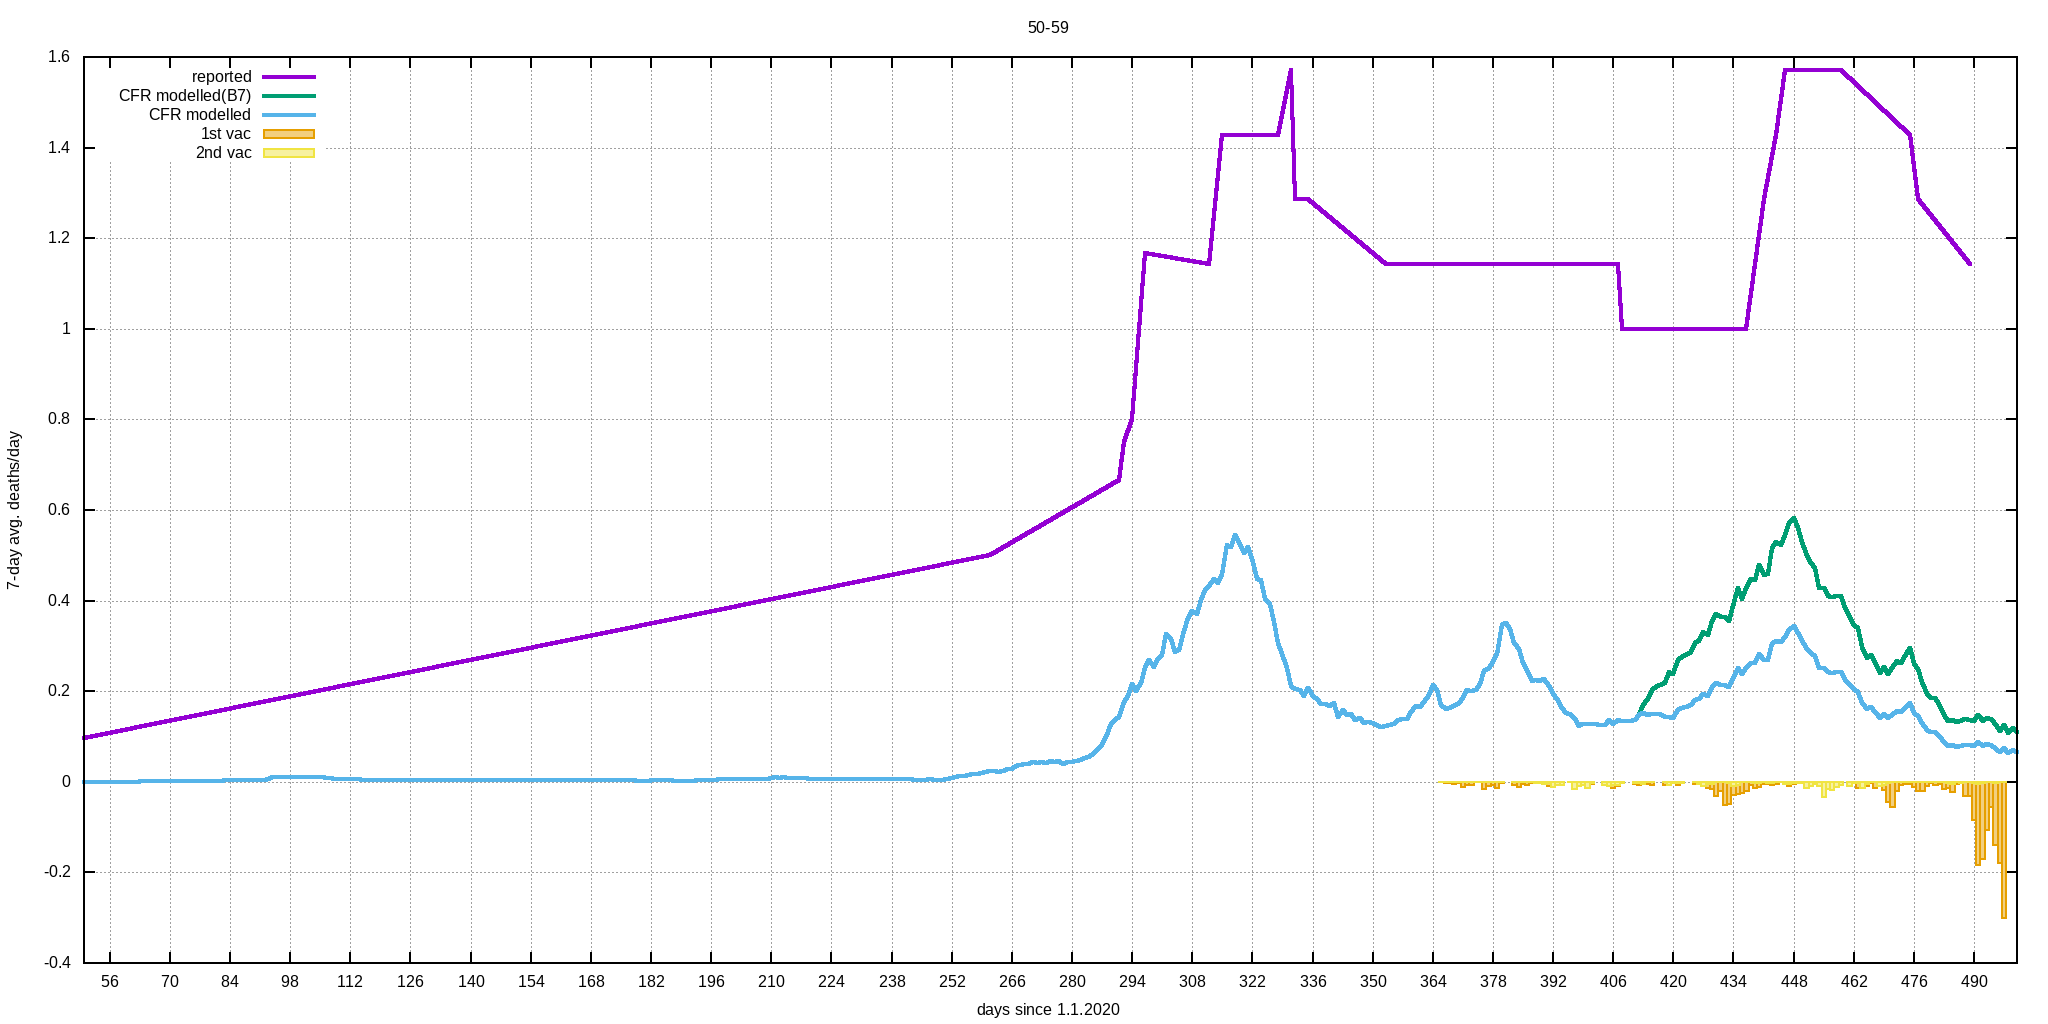 50-59
1.6
1.4
1.2
1
0.8
0.6
0.4
0.2
0
-0.2
-0.4
7-day avg. deaths/day
reported
CFR modelled(B7)
CFR modelled
1st vac
2nd vac
56 70 84 98 112 126 140 154 168 182 196 210 224 238 252 266 280 294 308 322 336 350 364 378 392 406 420 434 448 462 476 490
days since 1.1.2020